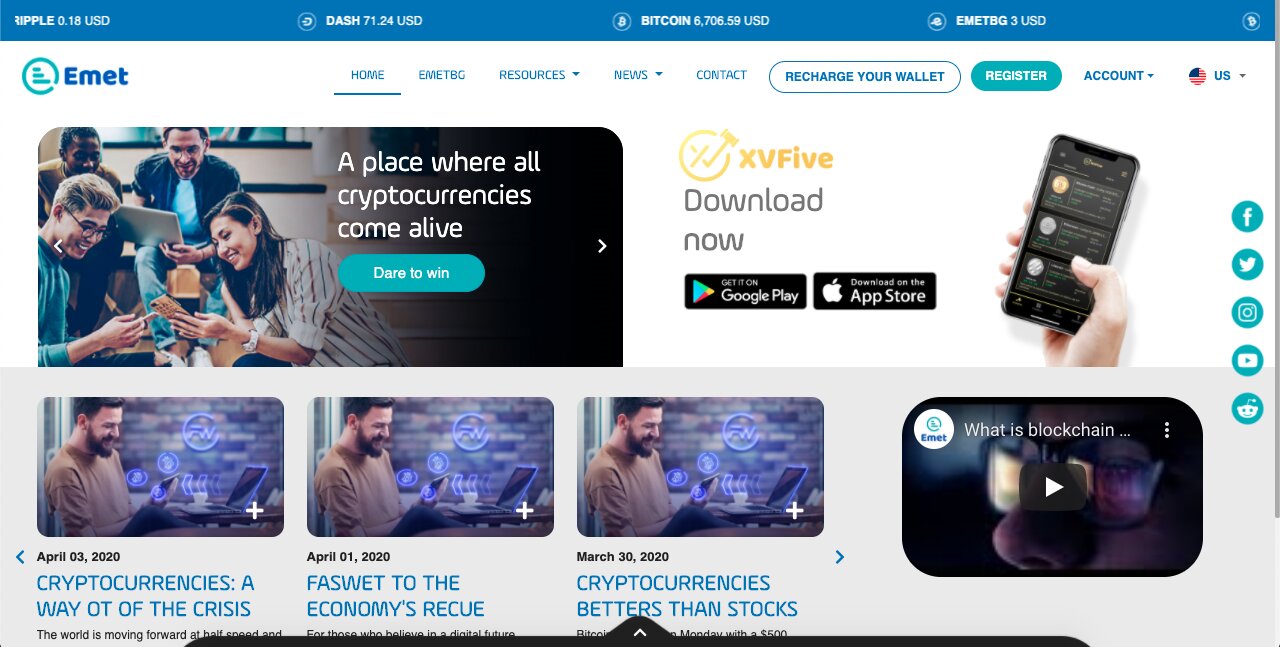 RIPPLE 0.18 USD
DASH 71.24 USD
BITCOIN 6,706.59 USD
EMETBG 3 USD
Emet
HOME
EMETBG
RESOURCES
NEWS
CONTACT
RECHARGE YOUR WALLET
REGISTER
ACCOUNT
US
A place where all
cryptocurrencies
come alive
Dare to win
XVFive
Download
now
GET IT ON
Google Play
Download on the
App Store
Emet
What is blockchain ...
April 03, 2020
CRYPTOCURRENCIES: A
WAY OT OF THE CRISIS
The world is moving forward at half speed and
April 01, 2020
FASWET TO THE
ECONOMY'S RECUE
For those who believe in a digital future
March 30, 2020
CRYPTOCURRENCIES
BETTERS THAN STOCKS
on Monday with a $500